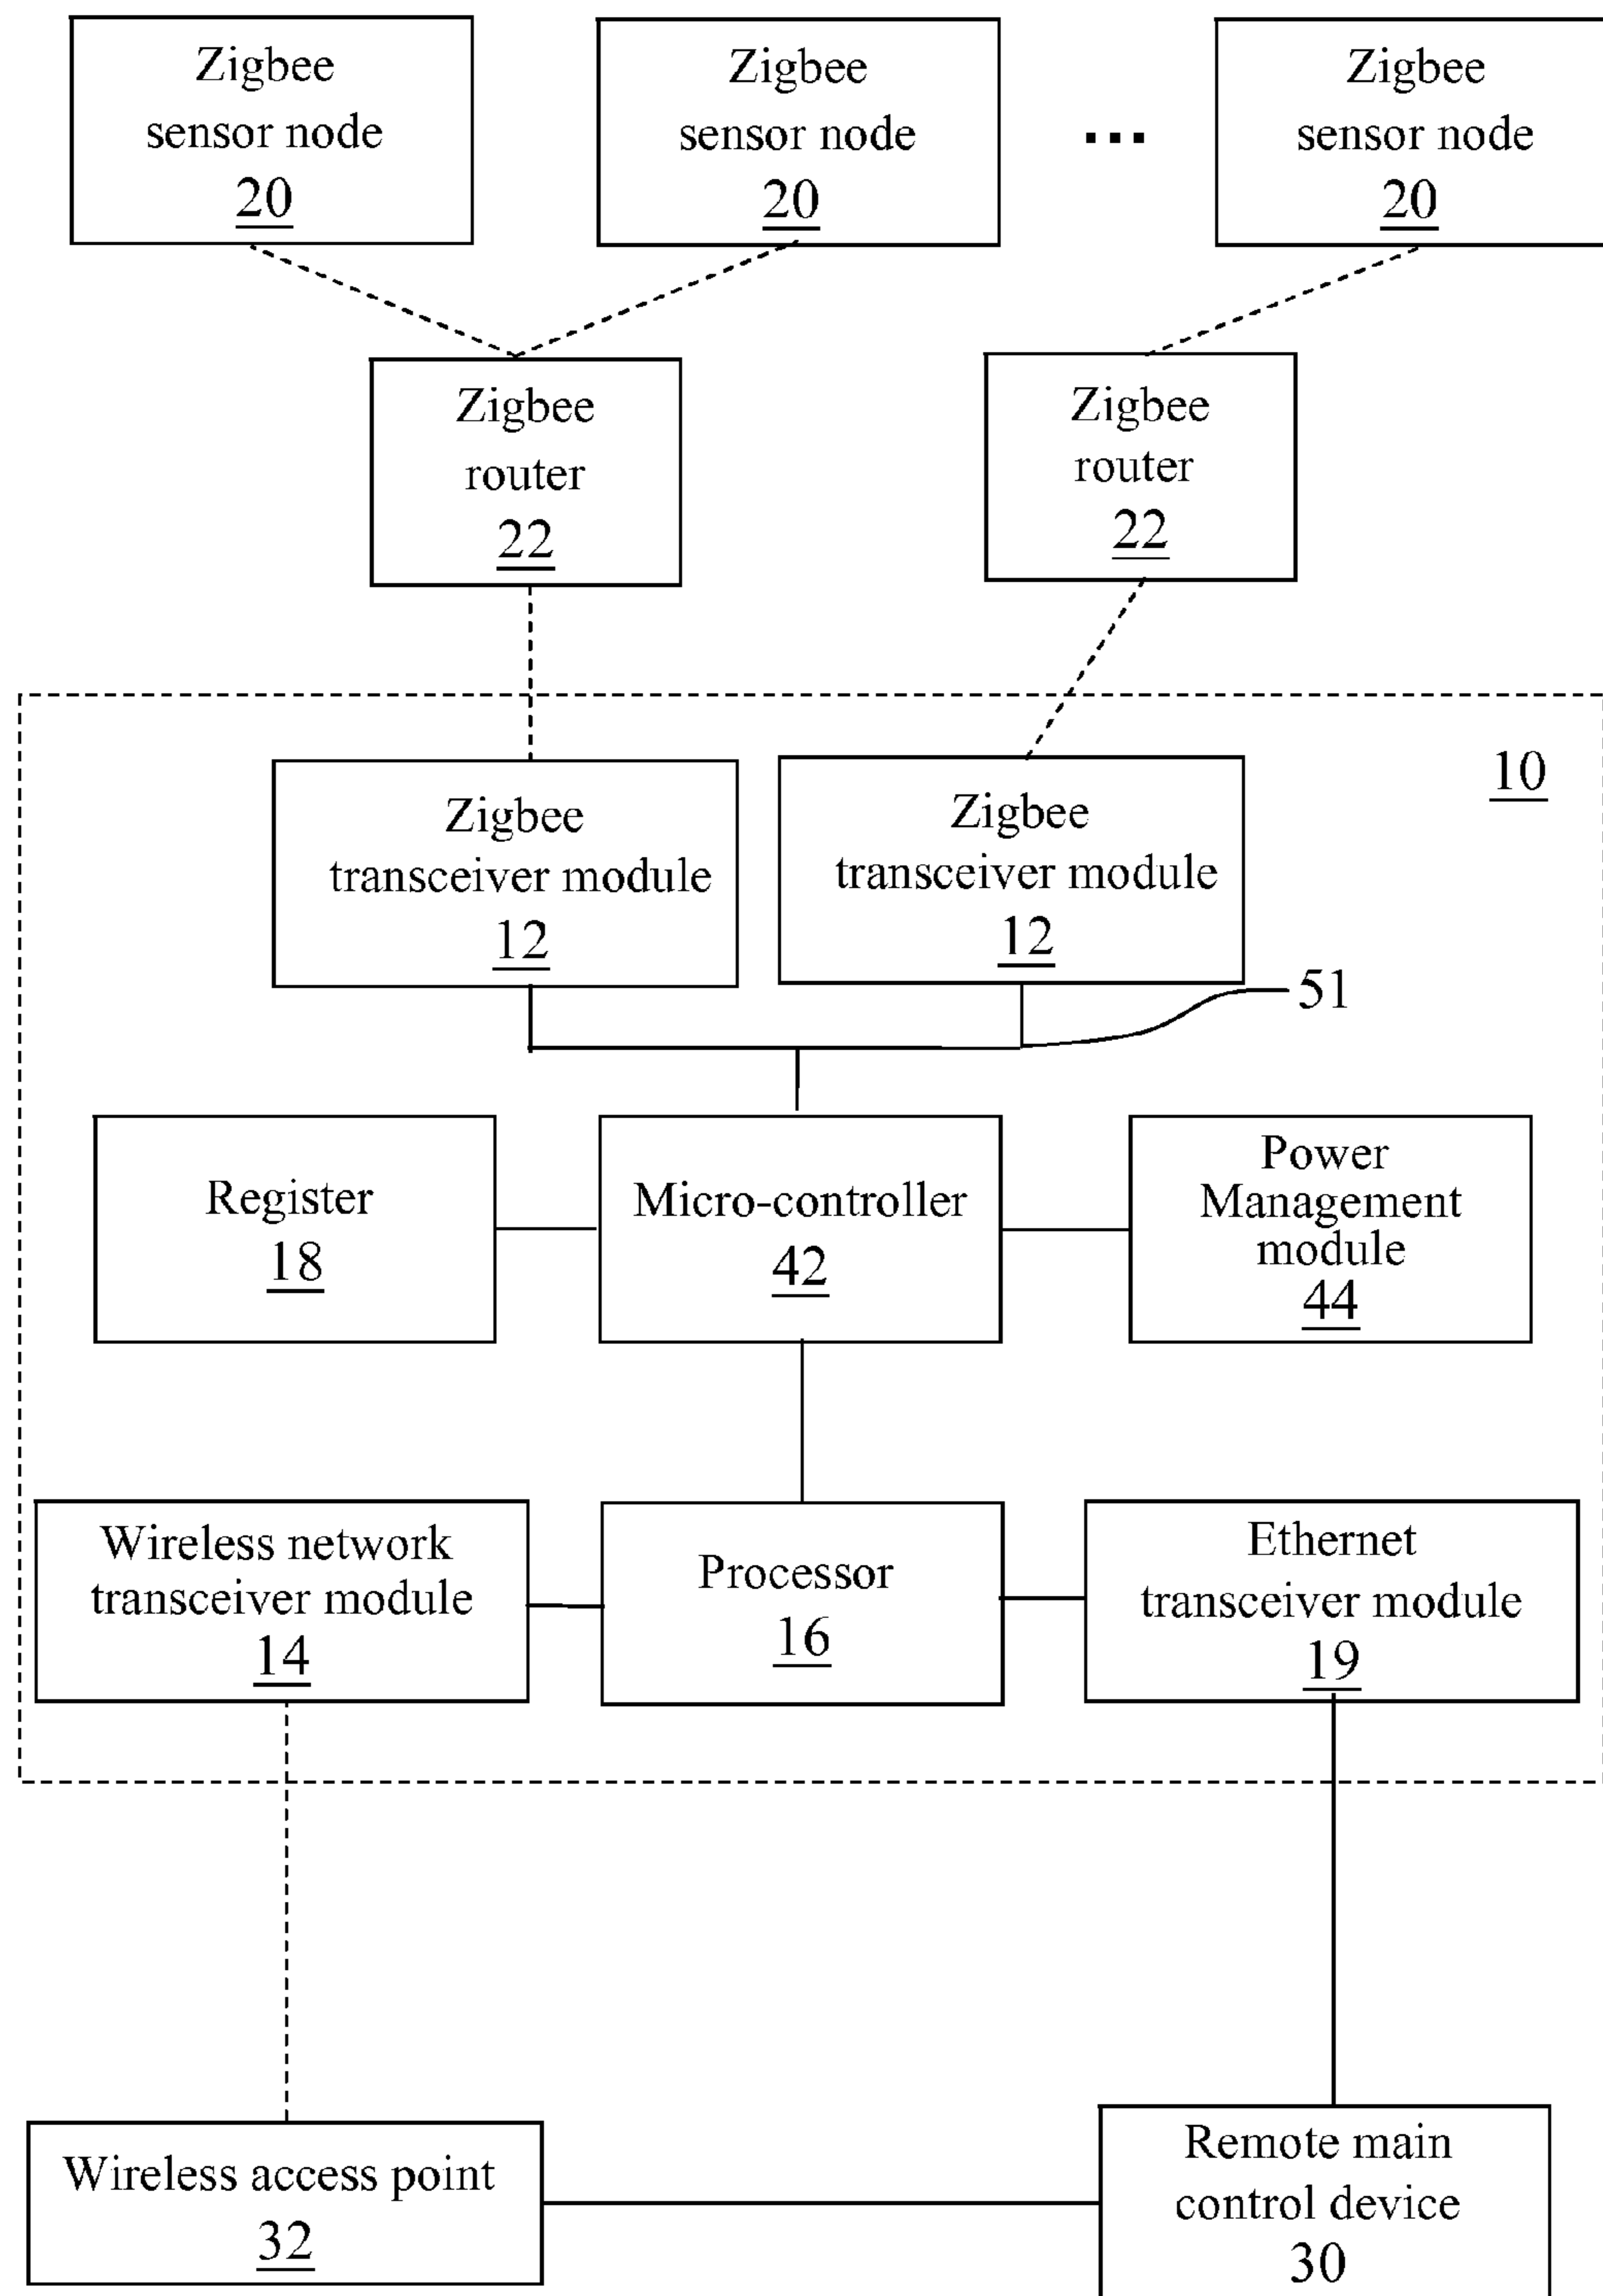 Zigbee
sensor node
20
Zigbee
sensor node
20
...
Zigbee
sensor node
20
Zigbee
router
22
Zigbee
router
22
10
Zigbee
transceiver module
12
Zigbee
transceiver module
12
51
Register
18
Micro-controller
42
Power
Management
module
44
Wireless network
transceiver module
14
Processor
16
Ethernet
transceiver module
19
Wireless access point
32
Remote main
control device
30